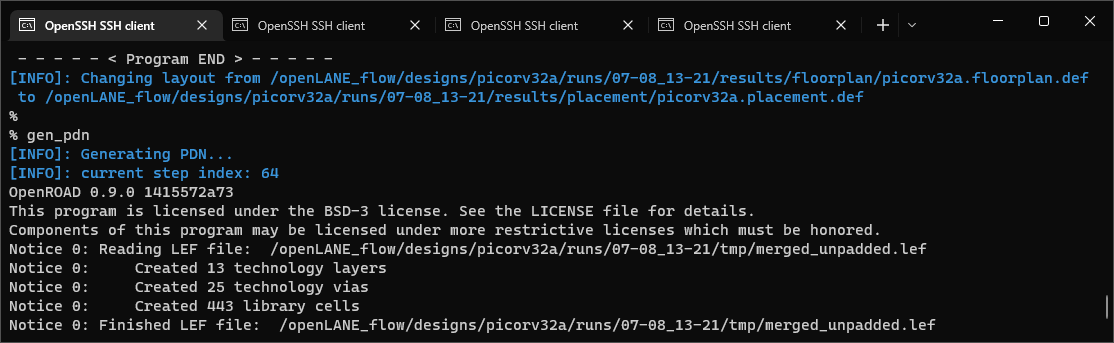 OpenSSH SSH client
OpenSSH SSH client
OpenSSH SSH client
OpenSSH SSH client
- - - - - < Program END > - - - - -
[INFO]: Changing layout from /openLANE_flow/designs/picorv32a/runs/07-08_13-21/results/floorplan/picorv32a.floorplan.def
to /openLANE_flow/designs/picorv32a/runs/07-08_13-21/results/placement/picorv32a.placement.def
%
% gen_pdn
[INFO]: Generating PDN...
[INFO]: current step index: 64
OpenROAD 0.9.0 1415572a73
This program is licensed under the BSD-3 license. See the LICENSE file for details.
Components of this program may be licensed under more restrictive licenses which must be honored.
Notice 0: Reading LEF file:  /openLANE_flow/designs/picorv32a/runs/07-08_13-21/tmp/merged_unpadded.lef
Notice 0:     Created 13 technology layers
Notice 0:     Created 25 technology vias
Notice 0:     Created 443 library cells
Notice 0: Finished LEF file:  /openLANE_flow/designs/picorv32a/runs/07-08_13-21/tmp/merged_unpadded.lef